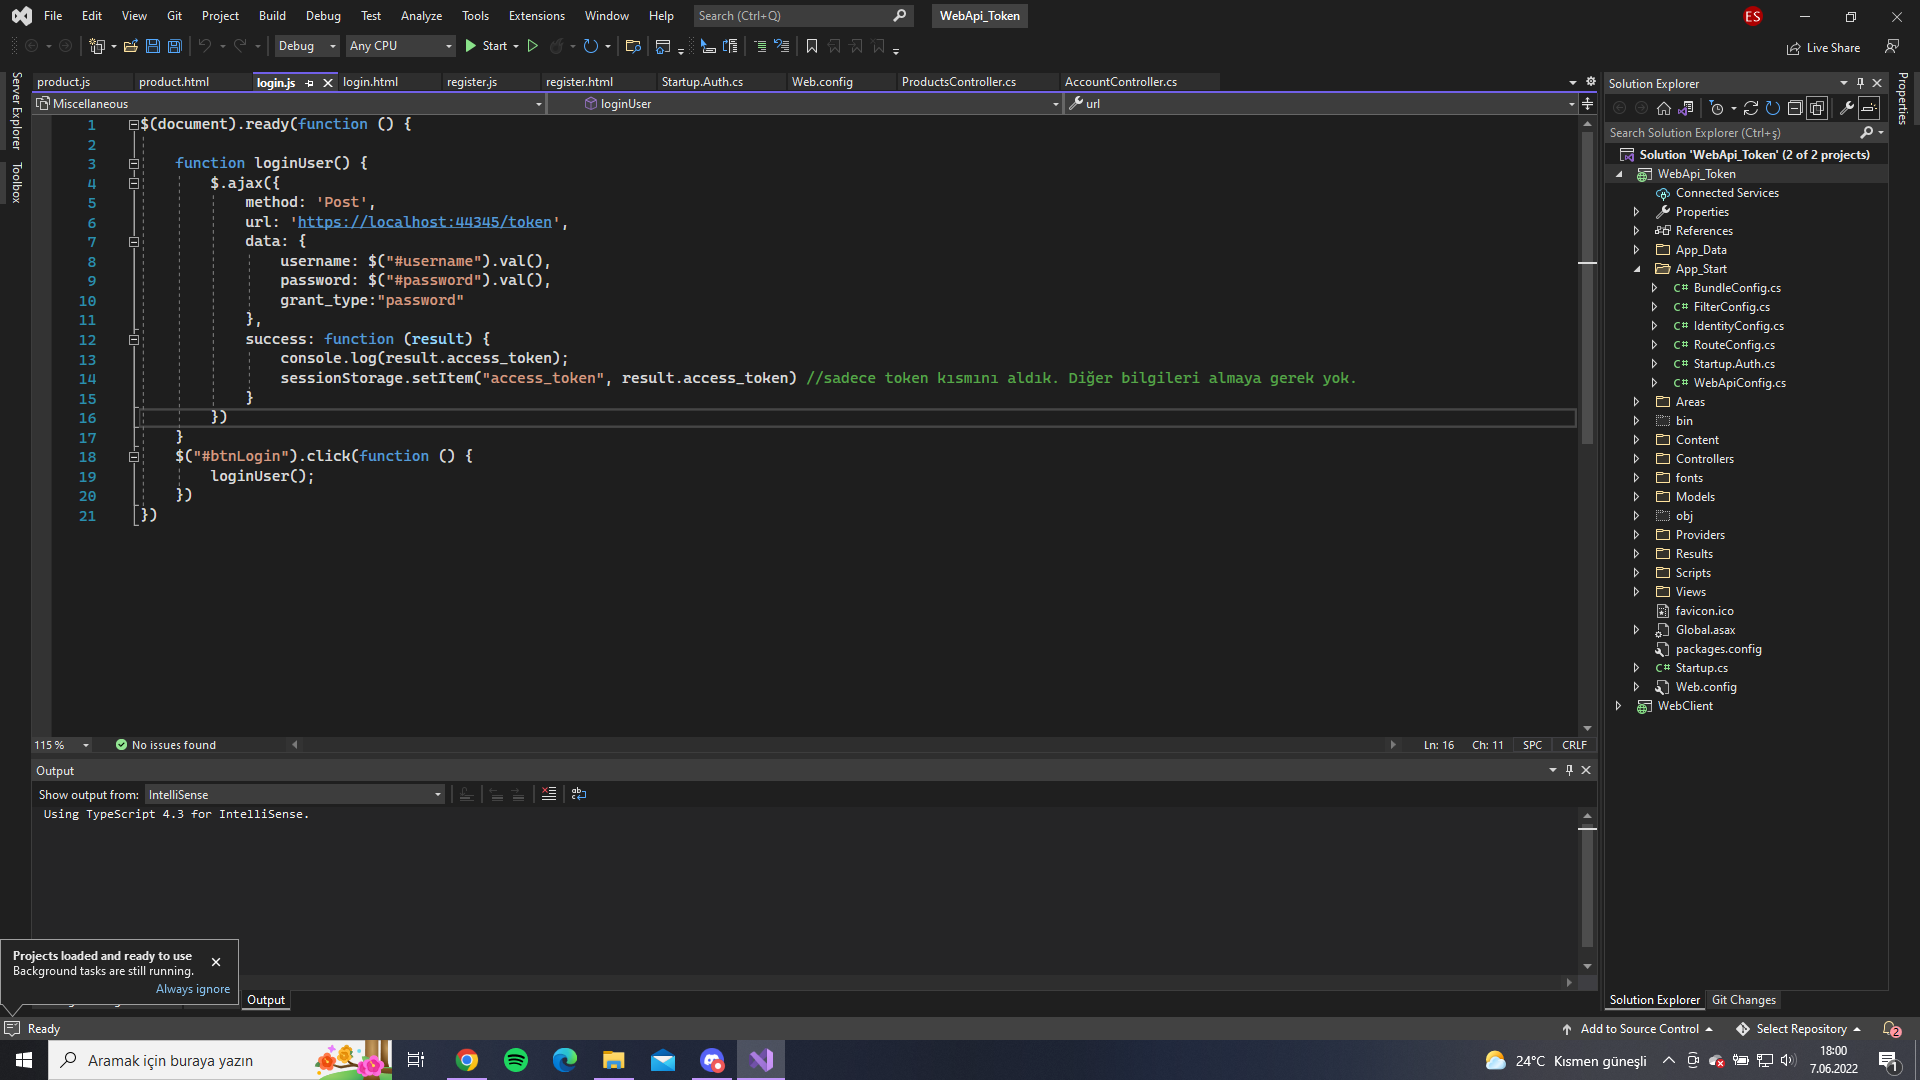 File Edit View Git Project Build Debug Test Analyze Tools Extensions Window Help Search (Ctrl+Q) WebApi_Token ES
Debug Any CPU Start Live Share
product.js product.html login.js login.html register.js register.html Startup.Auth.cs Web.config ProductsController.cs AccountController.cs
Miscellaneous loginUser url
Server Explorer
Toolbox
1 $(document).ready(function () {
2
3 function loginUser() {
4 $.ajax({
5 method: 'Post',
6 url: 'https://localhost:44345/token',
7 data: {
8 username: $("#username").val(),
9 password: $("#password").val(),
10 grant_type:"password"
11 },
12 success: function (result) {
13 console.log(result.access_token);
14 sessionStorage.setItem("access_token", result.access_token) //sadece token kısmını aldık. Diğer bilgileri almaya gerek yok.
15 }
16 })
17 }
18 $("#btnLogin").click(function () {
19 loginUser();
20 })
21 })
115 % No issues found Ln: 16 Ch: 11 SPC CRLF
Output
Show output from: IntelliSense
Using TypeScript 4.3 for IntelliSense.
Projects loaded and ready to use
Background tasks are still running.
Always ignore
Output
Solution Explorer
Search Solution Explorer (Ctrl+ş)
Solution 'WebApi_Token' (2 of 2 projects)
WebApi_Token
Connected Services
Properties
References
App_Data
App_Start
C# BundleConfig.cs
C# FilterConfig.cs
C# IdentityConfig.cs
C# RouteConfig.cs
C# Startup.Auth.cs
C# WebApiConfig.cs
Areas
bin
Content
Controllers
fonts
Models
obj
Providers
Results
Scripts
Views
favicon.ico
Global.asax
packages.config
C# Startup.cs
Web.config
WebClient
Solution Explorer Git Changes
Properties
Ready Add to Source Control Select Repository 2
Aramak için buraya yazın 24°C Kısmen güneşli 18:00
7.06.2022 1